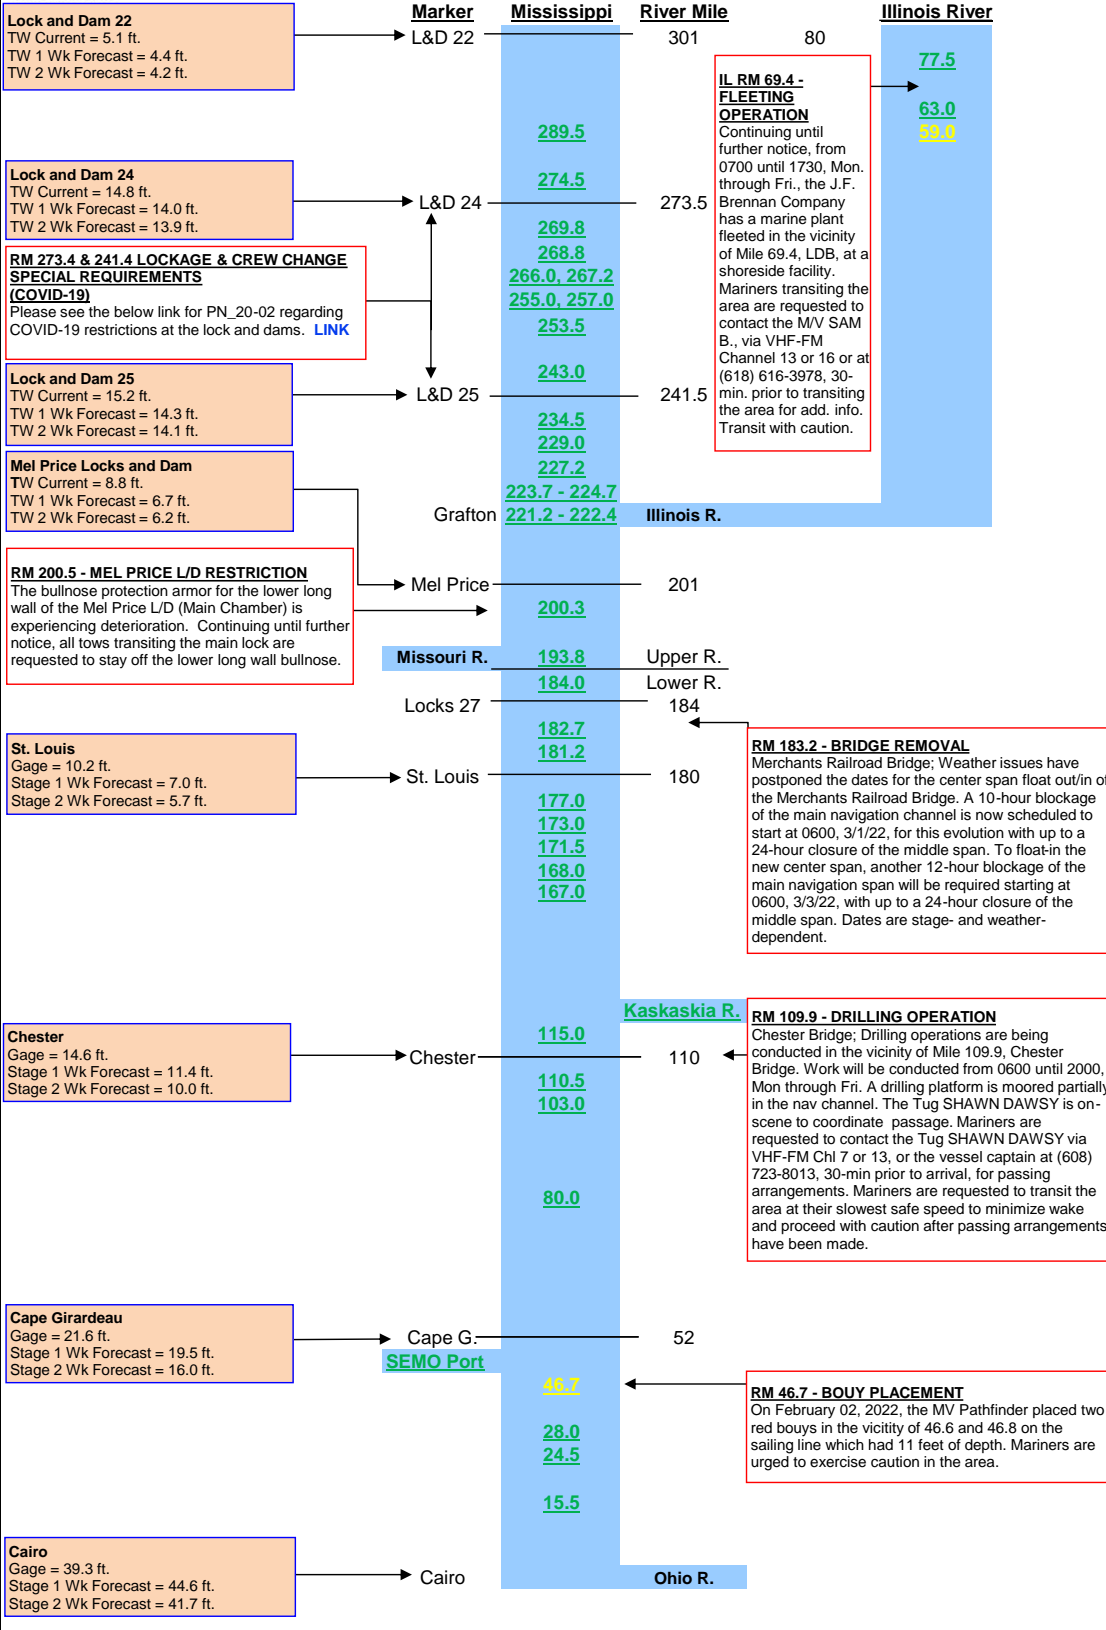 Marker Mississippi River Mile Illinois River
Lock and Dam 22
TW Current = 5.1 ft.
TW 1 Wk Forecast = 4.4 ft.
TW 2 Wk Forecast = 4.2 ft.
L&D 22 301 80
77.5
63.0
59.0
IL RM 69.4 -
FLEETING
OPERATION
Continuing until
further notice, from
0700 until 1730, Mon.
through Fri., the J.F.
Brennan Company
has a marine plant
fleeted in the vicinity
of Mile 69.4, LDB, at a
shoreside facility.
Mariners transiting the
area are requested to
contact the M/V SAM
B., via VHF-FM
Channel 13 or 16 or at
(618) 616-3978, 30-
min. prior to transiting
the area for add. info.
Transit with caution.
289.5
274.5
Lock and Dam 24
TW Current = 14.8 ft.
TW 1 Wk Forecast = 14.0 ft.
TW 2 Wk Forecast = 13.9 ft.
L&D 24 273.5
269.8
268.8
266.0, 267.2
255.0, 257.0
253.5
RM 273.4 & 241.4 LOCKAGE & CREW CHANGE
SPECIAL REQUIREMENTS
(COVID-19)
Please see the below link for PN_20-02 regarding
COVID-19 restrictions at the lock and dams. LINK
243.0
Lock and Dam 25
TW Current = 15.2 ft.
TW 1 Wk Forecast = 14.3 ft.
TW 2 Wk Forecast = 14.1 ft.
L&D 25 241.5
234.5
229.0
227.2
223.7 - 224.7
Grafton 221.2 - 222.4 Illinois R.
Mel Price Locks and Dam
TW Current = 8.8 ft.
TW 1 Wk Forecast = 6.7 ft.
TW 2 Wk Forecast = 6.2 ft.
Mel Price 201
200.3
RM 200.5 - MEL PRICE L/D RESTRICTION
The bullnose protection armor for the lower long
wall of the Mel Price L/D (Main Chamber) is
experiencing deterioration. Continuing until further
notice, all tows transiting the main lock are
requested to stay off the lower long wall bullnose.
Missouri R. 193.8 Upper R.
184.0 Lower R.
Locks 27 184
182.7
181.2
St. Louis
Gage = 10.2 ft.
Stage 1 Wk Forecast = 7.0 ft.
Stage 2 Wk Forecast = 5.7 ft.
St. Louis 180
177.0
173.0
171.5
168.0
167.0
RM 183.2 - BRIDGE REMOVAL
Merchants Railroad Bridge; Weather issues have
postponed the dates for the center span float out/in of
the Merchants Railroad Bridge. A 10-hour blockage
of the main navigation channel is now scheduled to
start at 0600, 3/1/22, for this evolution with up to a
24-hour closure of the middle span. To float-in the
new center span, another 12-hour blockage of the
main navigation span will be required starting at
0600, 3/3/22, with up to a 24-hour closure of the
middle span. Dates are stage- and weather-
dependent.
Kaskaskia R.
115.0
Chester
Gage = 14.6 ft.
Stage 1 Wk Forecast = 11.4 ft.
Stage 2 Wk Forecast = 10.0 ft.
Chester 110
110.5
103.0
80.0
RM 109.9 - DRILLING OPERATION
Chester Bridge; Drilling operations are being
conducted in the vicinity of Mile 109.9, Chester
Bridge. Work will be conducted from 0600 until 2000,
Mon through Fri. A drilling platform is moored partially
in the nav channel. The Tug SHAWN DAWSY is on-
scene to coordinate passage. Mariners are
requested to contact the Tug SHAWN DAWSY via
VHF-FM Chl 7 or 13, or the vessel captain at (608)
723-8013, 30-min prior to arrival, for passing
arrangements. Mariners are requested to transit the
area at their slowest safe speed to minimize wake
and proceed with caution after passing arrangements
have been made.
Cape Girardeau
Gage = 21.6 ft.
Stage 1 Wk Forecast = 19.5 ft.
Stage 2 Wk Forecast = 16.0 ft.
Cape G. 52
SEMO Port
46.7
28.0
24.5
15.5
RM 46.7 - BOUY PLACEMENT
On February 02, 2022, the MV Pathfinder placed two
red bouys in the vicitity of 46.6 and 46.8 on the
sailing line which had 11 feet of depth. Mariners are
urged to exercise caution in the area.
Cairo
Gage = 39.3 ft.
Stage 1 Wk Forecast = 44.6 ft.
Stage 2 Wk Forecast = 41.7 ft.
Cairo Ohio R.